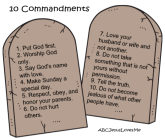 10 Commandments
1. Put God first.
2. Worship God
only.
3. Say God's name
with love.
4. Make Sunday a
special day.
5. Respect, obey, and
honor your parents.
6. Do not hurt
others.
7. Love your
husband or wife and
not another.
8. Do not take
something that is not
yours without
permission.
9. Tell the truth.
10. Do not become
jealous of what other
people have.
ABCJesusLovesMe